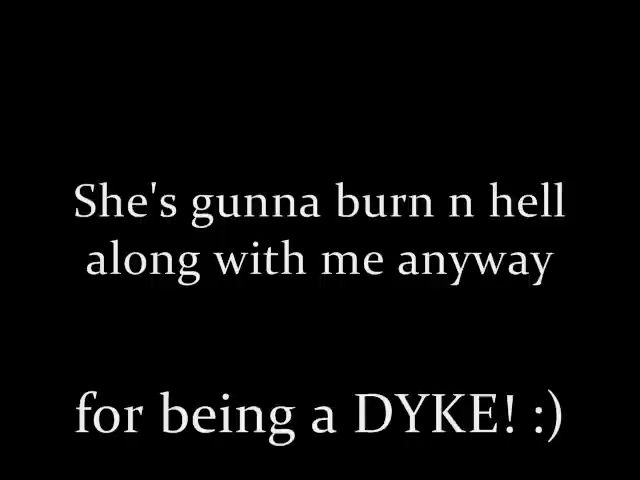 She's gunna burn n hell
along with me anyway
for being a DYKE! :)